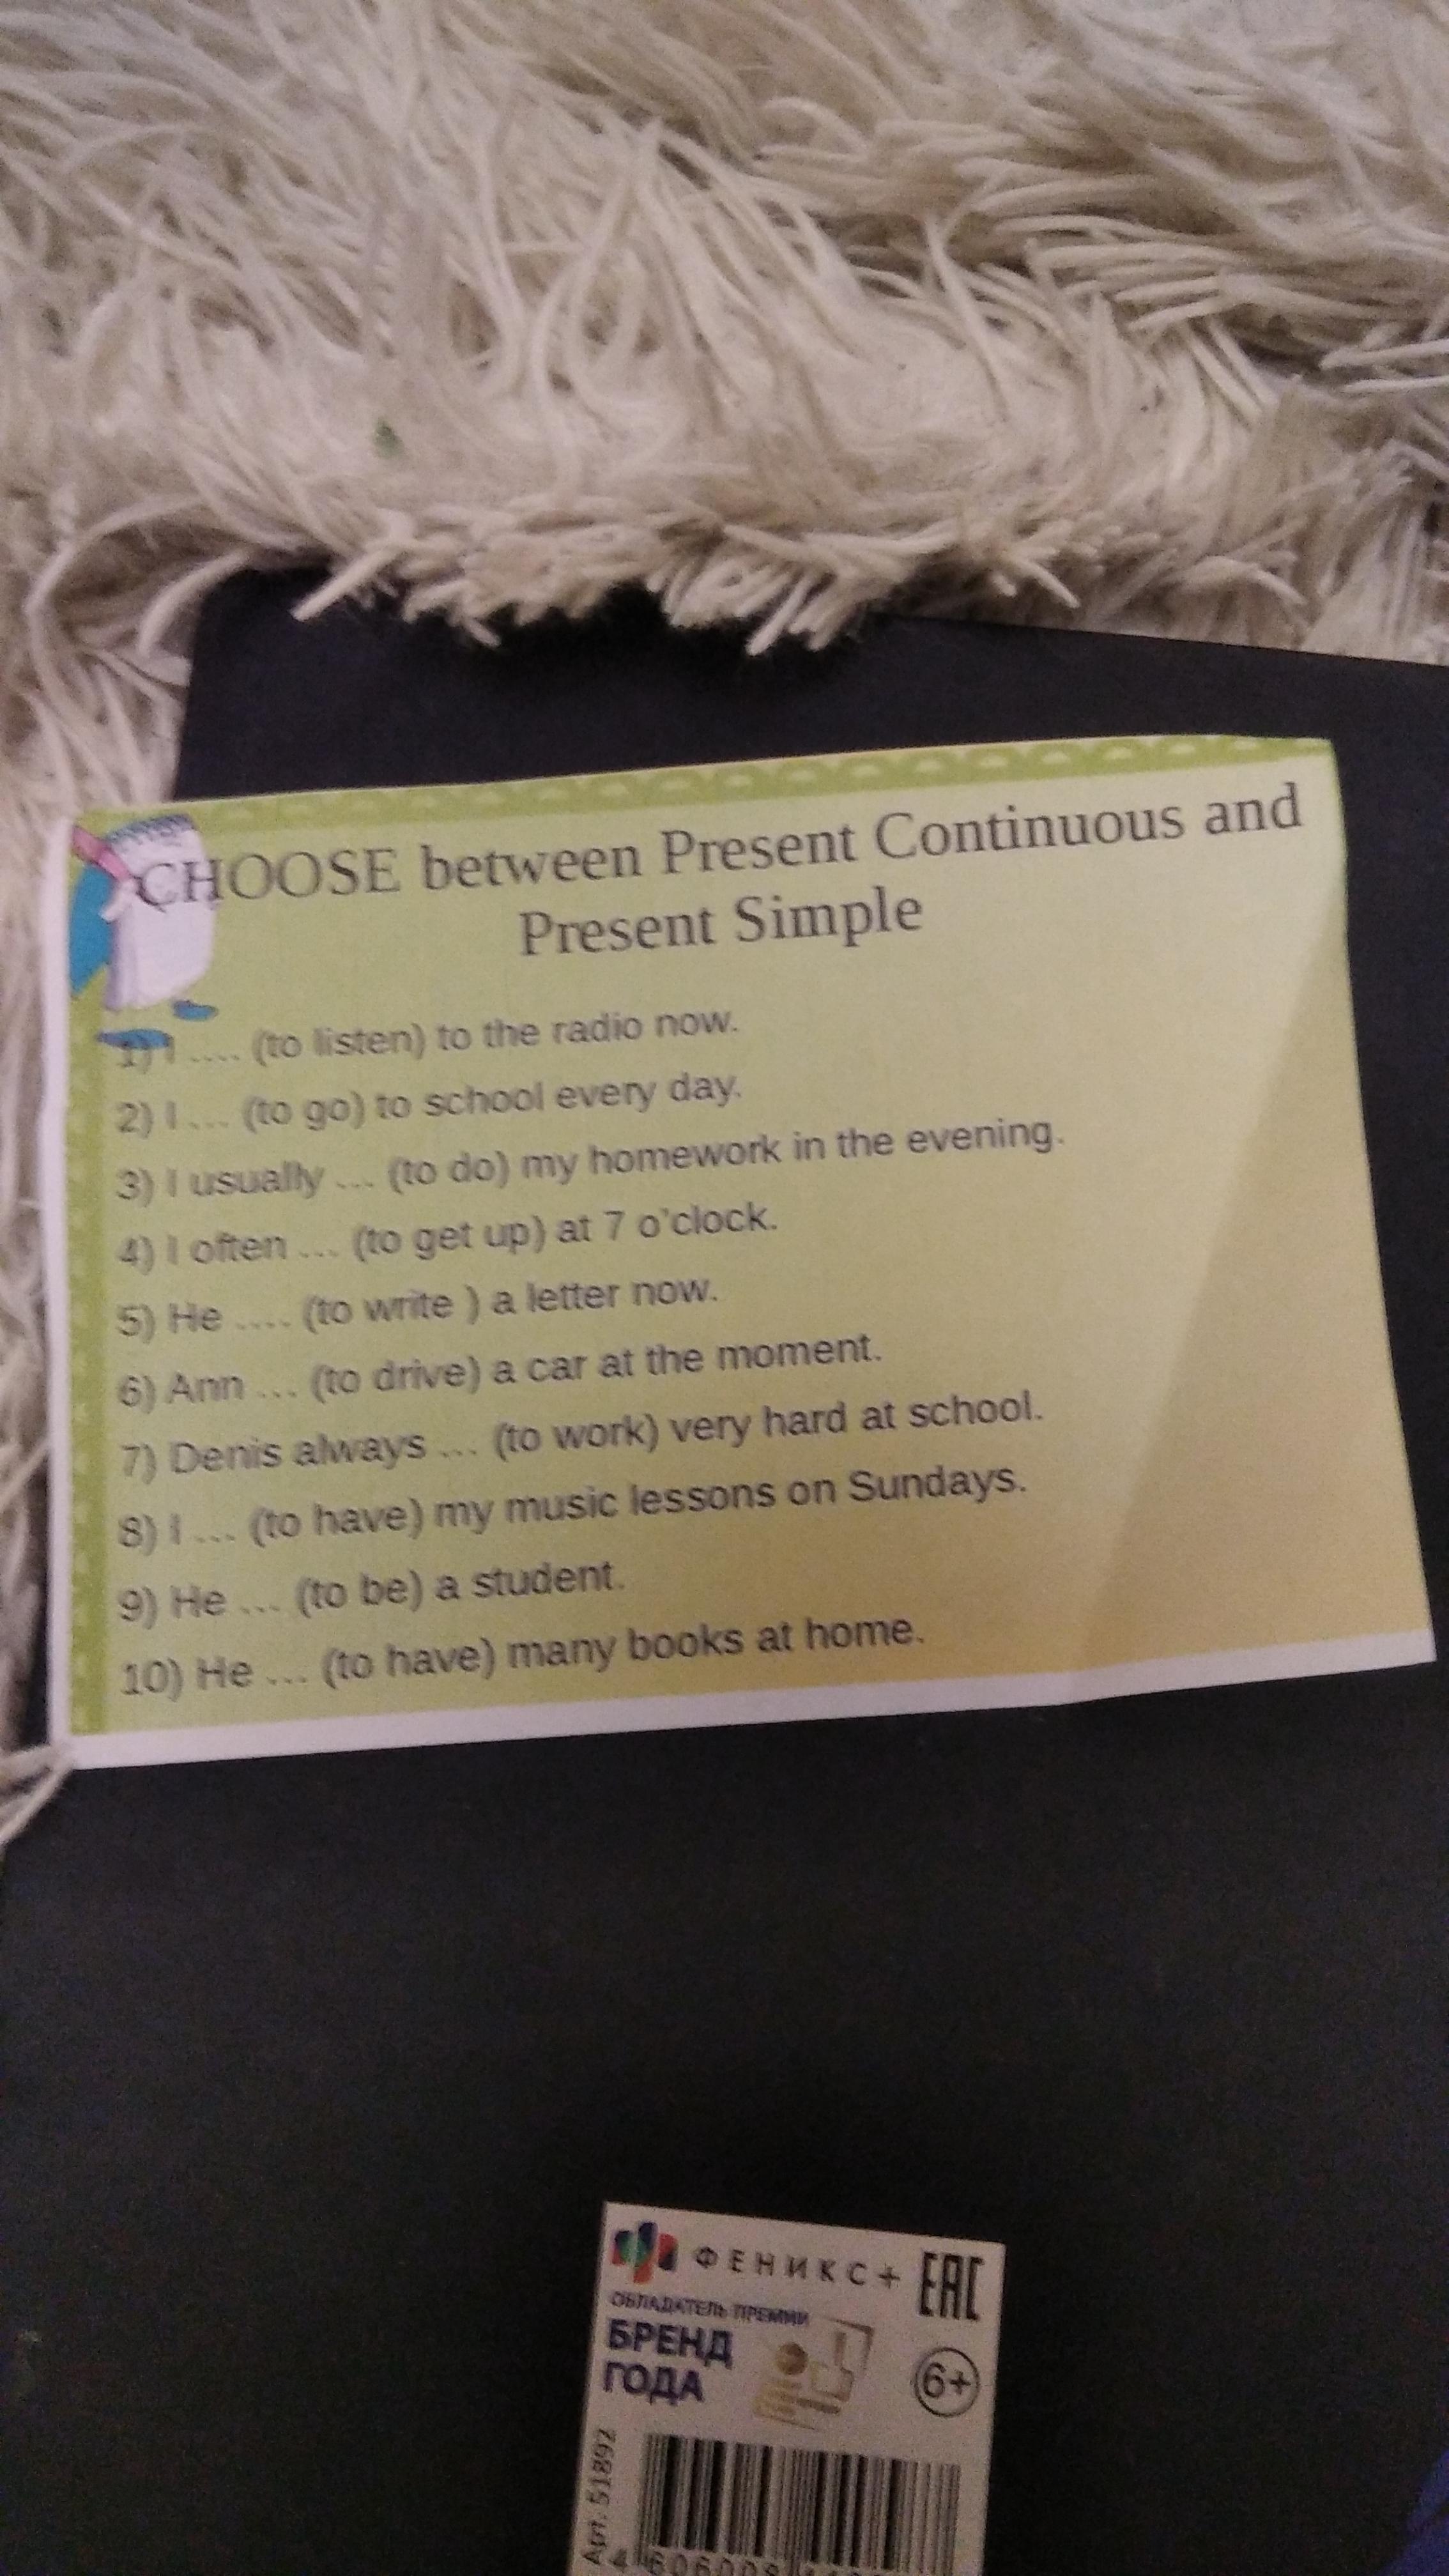 CHOOSE between Present Continuous and
Present Simple
1) I .... (to listen) to the radio now.
2) I ... (to go) to school every day.
3) I usually ... (to do) my homework in the evening.
4) I often ... (to get up) at 7 o'clock.
5) He .... (to write ) a letter now.
6) Ann ... (to drive) a car at the moment.
7) Denis always ... (to work) very hard at school.
8) I ... (to have) my music lessons on Sundays.
9) He ... (to be) a student.
10) He ... (to have) many books at home.
ФЕНИКС+ EAC
ОБЛАДАТЕЛЬ ПРЕМИИ
БРЕНД
ГОДА
6+
Арт. 51892